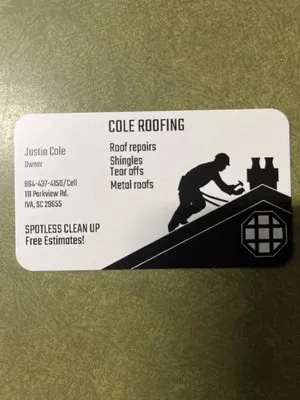 COLE ROOFING
Justin Cole
Owner
864-437-4150/Cell
111 Parkview Rd.
IVA, SC 29655
Roof repairs
Shingles
Tear offs
Metal roofs
SPOTLESS CLEAN UP
Free Estimates!